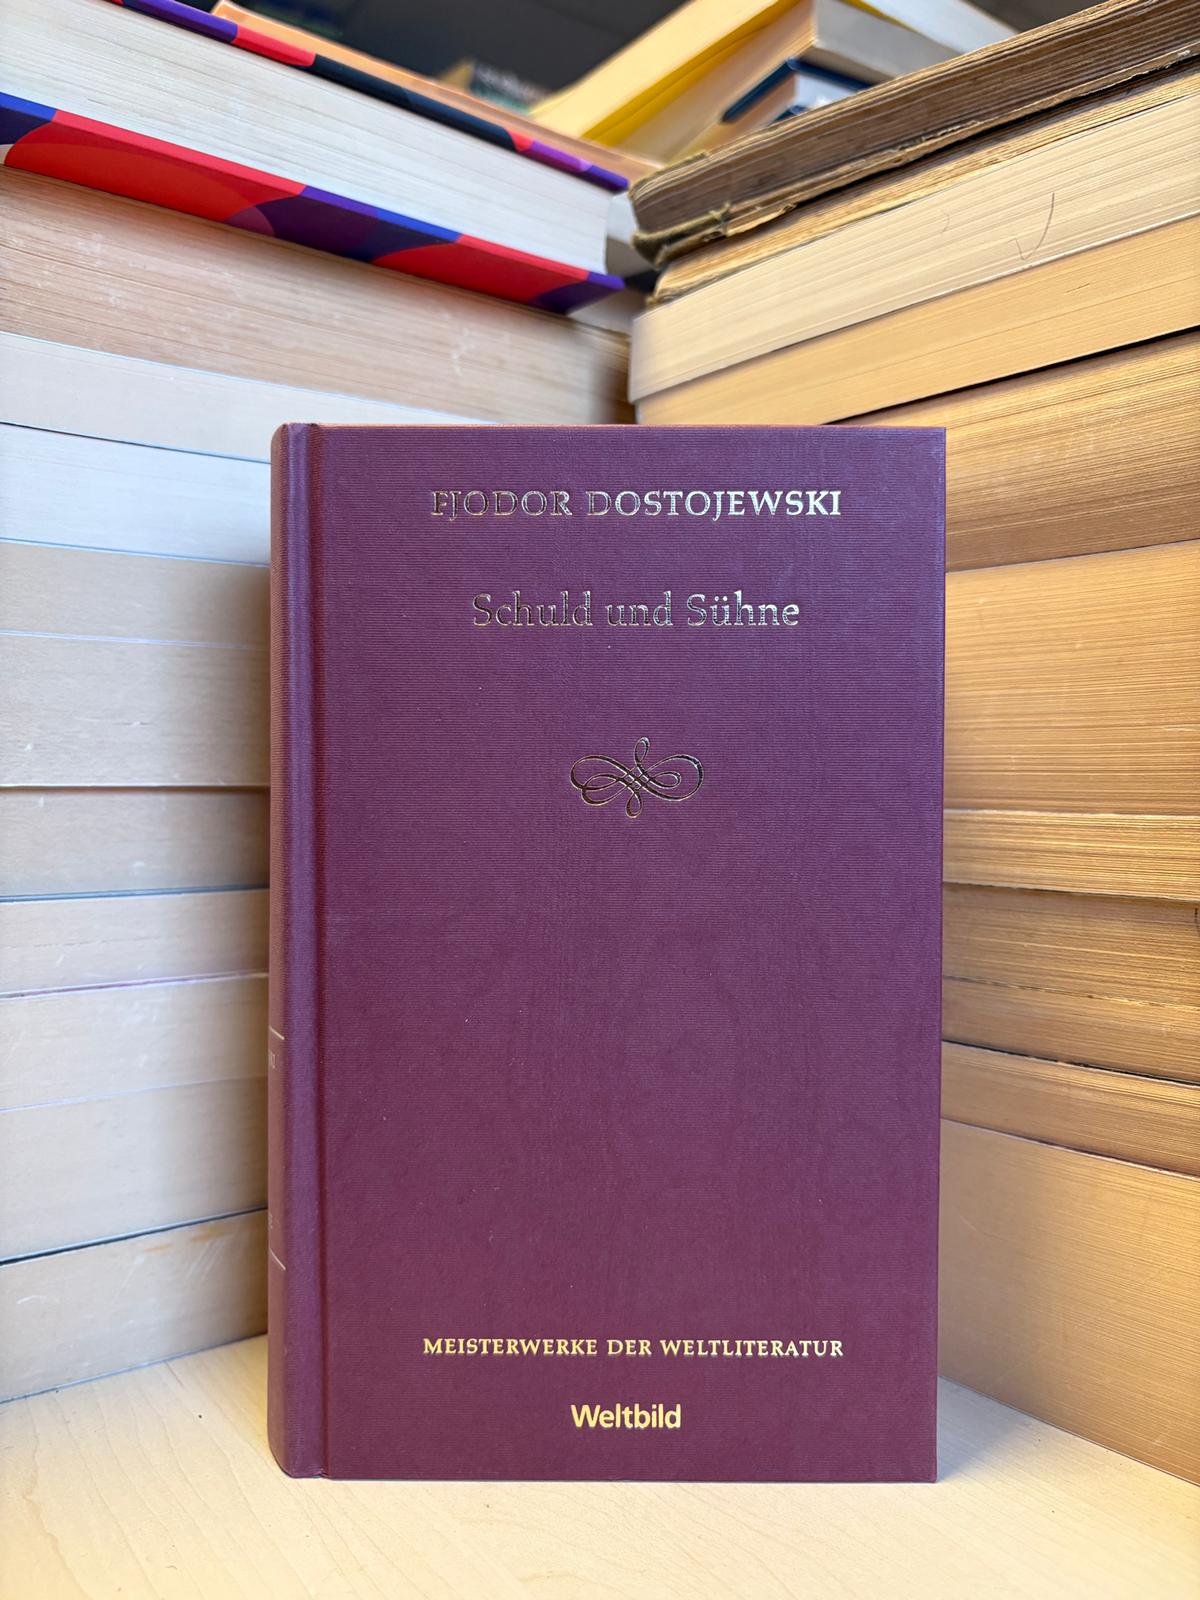 FJODOR DOSTOJEWSKI
Schuld und Sühne
MEISTERWERKE DER WELTLITERATUR
Weltbild